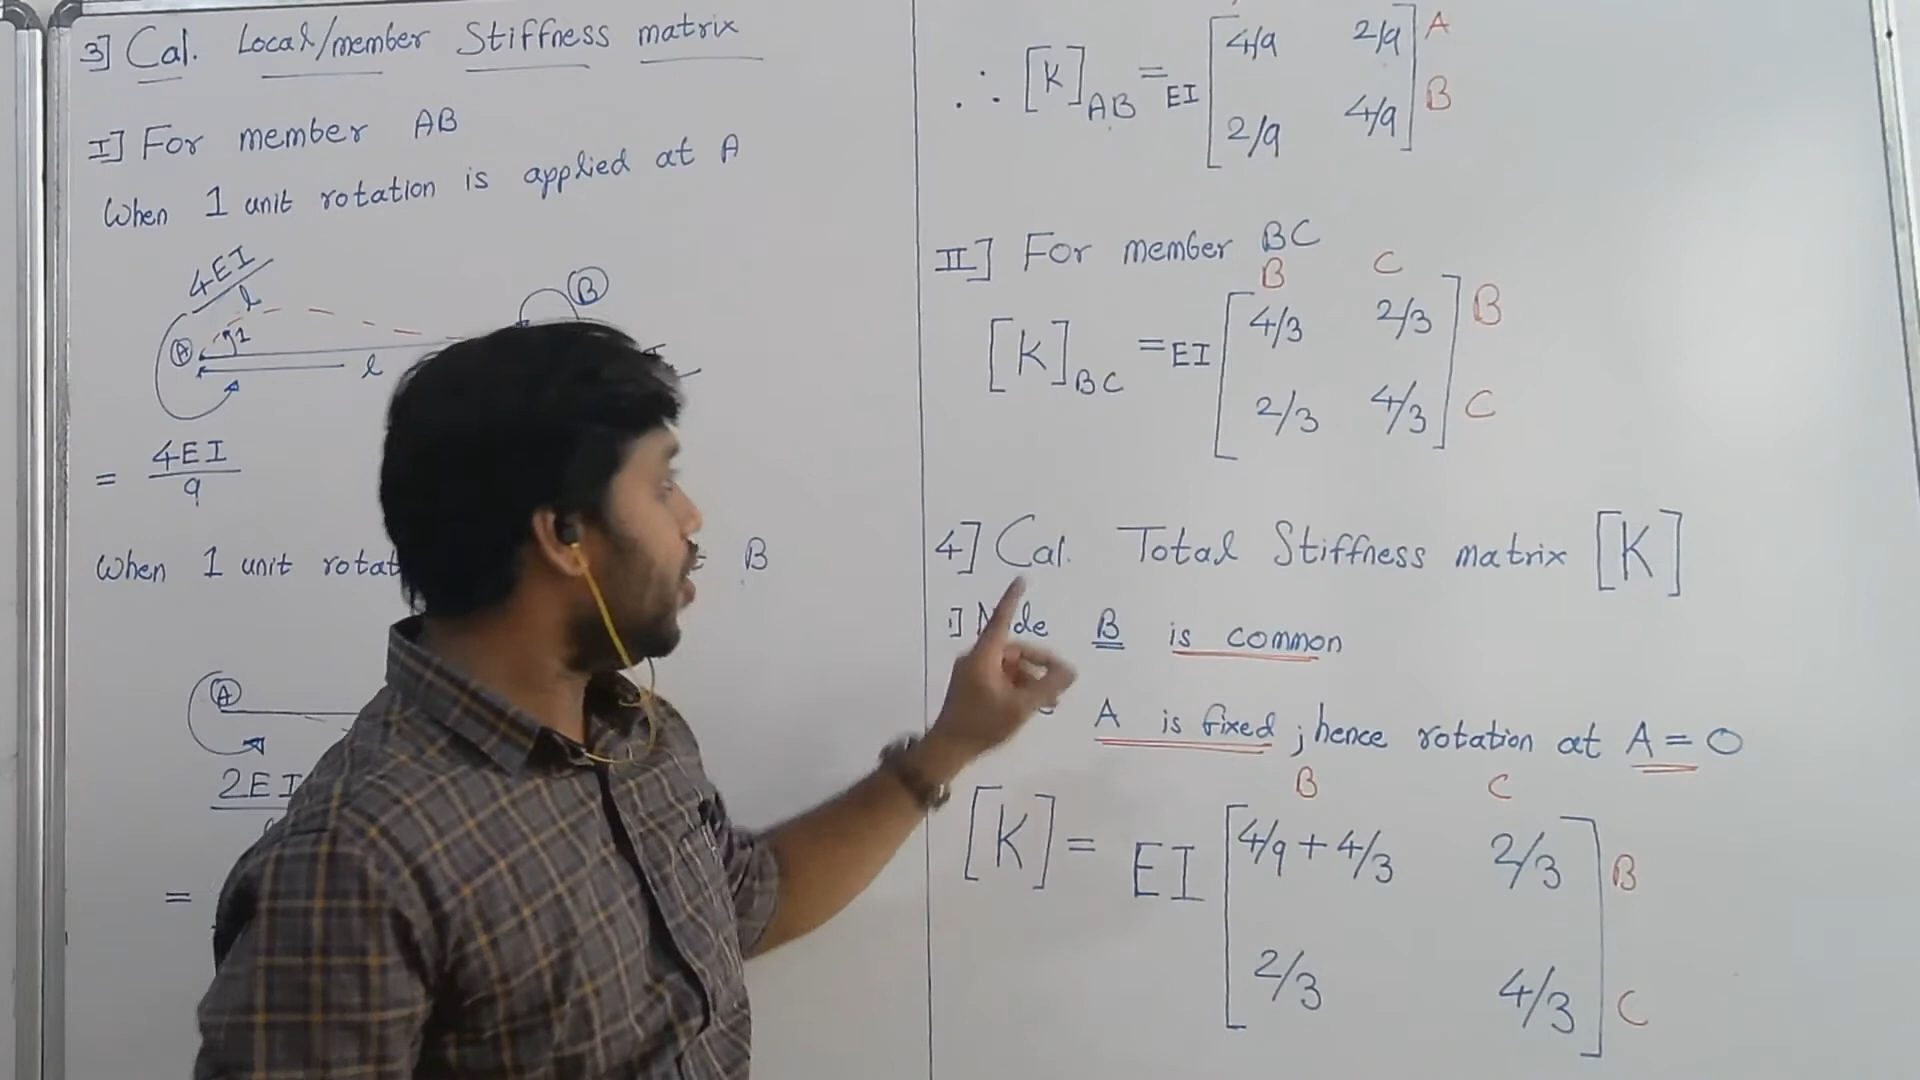 3] Cal. Local/member Stiffness matrix
I] For member AB
When 1 unit rotation is applied at A
4EI
l
A
1
l
B
= 4EI
9
When 1 unit B
A
2EI
=
∴ [K]AB = EI [4/9 2/9] A
[2/9 4/9] B
II] For member BC
B C
[K]BC = EI [4/3 2/3] B
[2/3 4/3] C
4] Cal. Total Stiffness matrix [K]
1] Node B is common
A is fixed ; hence rotation at A = 0
B C
[K] = EI [4/9 + 4/3 2/3] B
[2/3 4/3] C